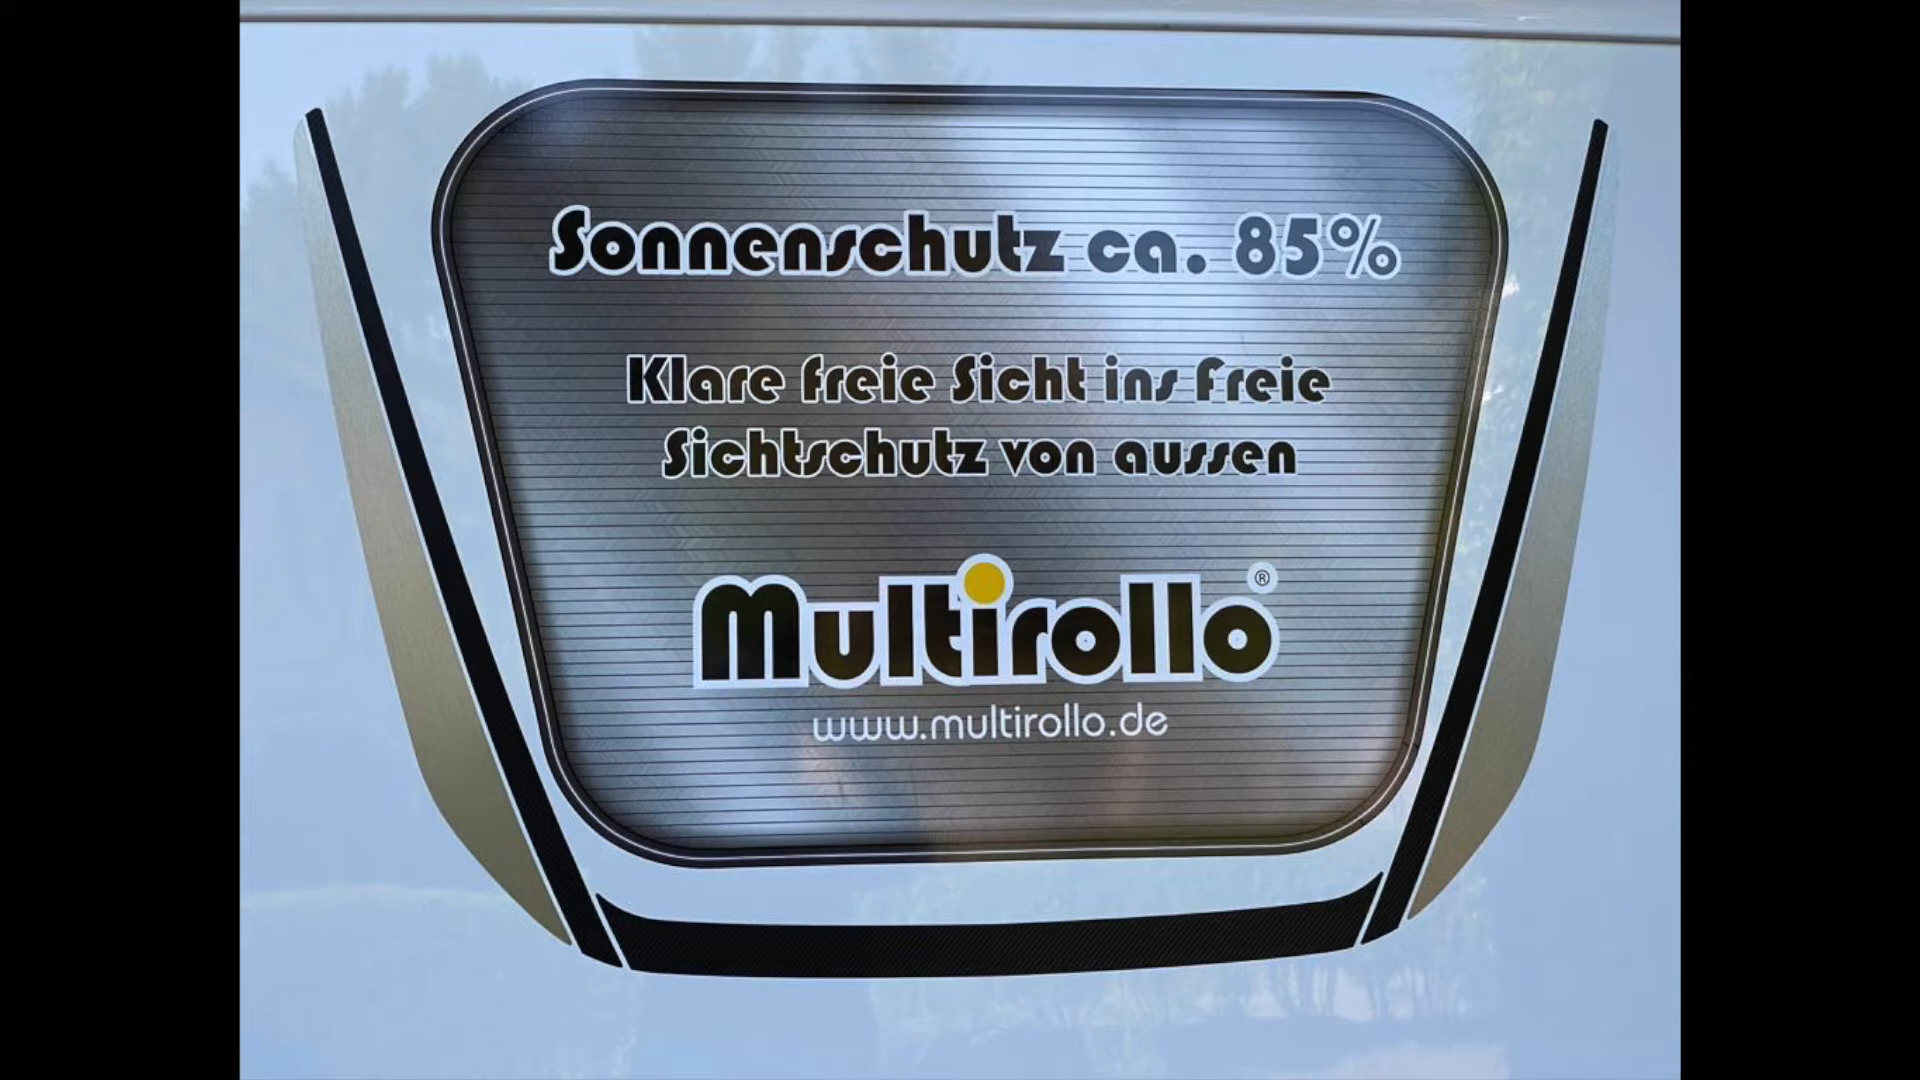 Sonnenschutz ca. 85%
Klare freie Sicht ins Freie
Sichtschutz von aussen
Multirollo®
www.multirollo.de